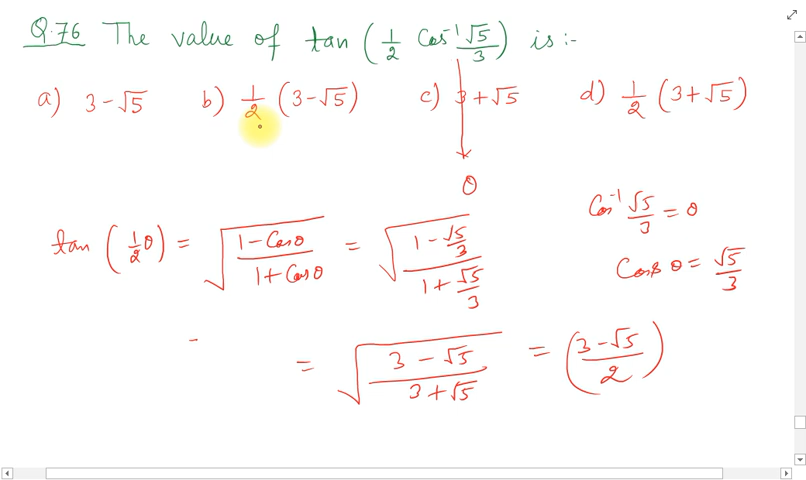 Q.76 The value of tan (1/2 Cos⁻¹ √5/3) is :-
a) 3-√5 b) 1/2 (3-√5) c) 3+√5 d) 1/2 (3+√5)
θ
Cos⁻¹ √5/3 = θ
tan (1/2 θ) = √((1-Cosθ)/(1+Cosθ)) = √((1-√5/3)/(1+√5/3))
Cos θ = √5/3
= √((3-√5)/(3+√5)) = ((3-√5)/2)